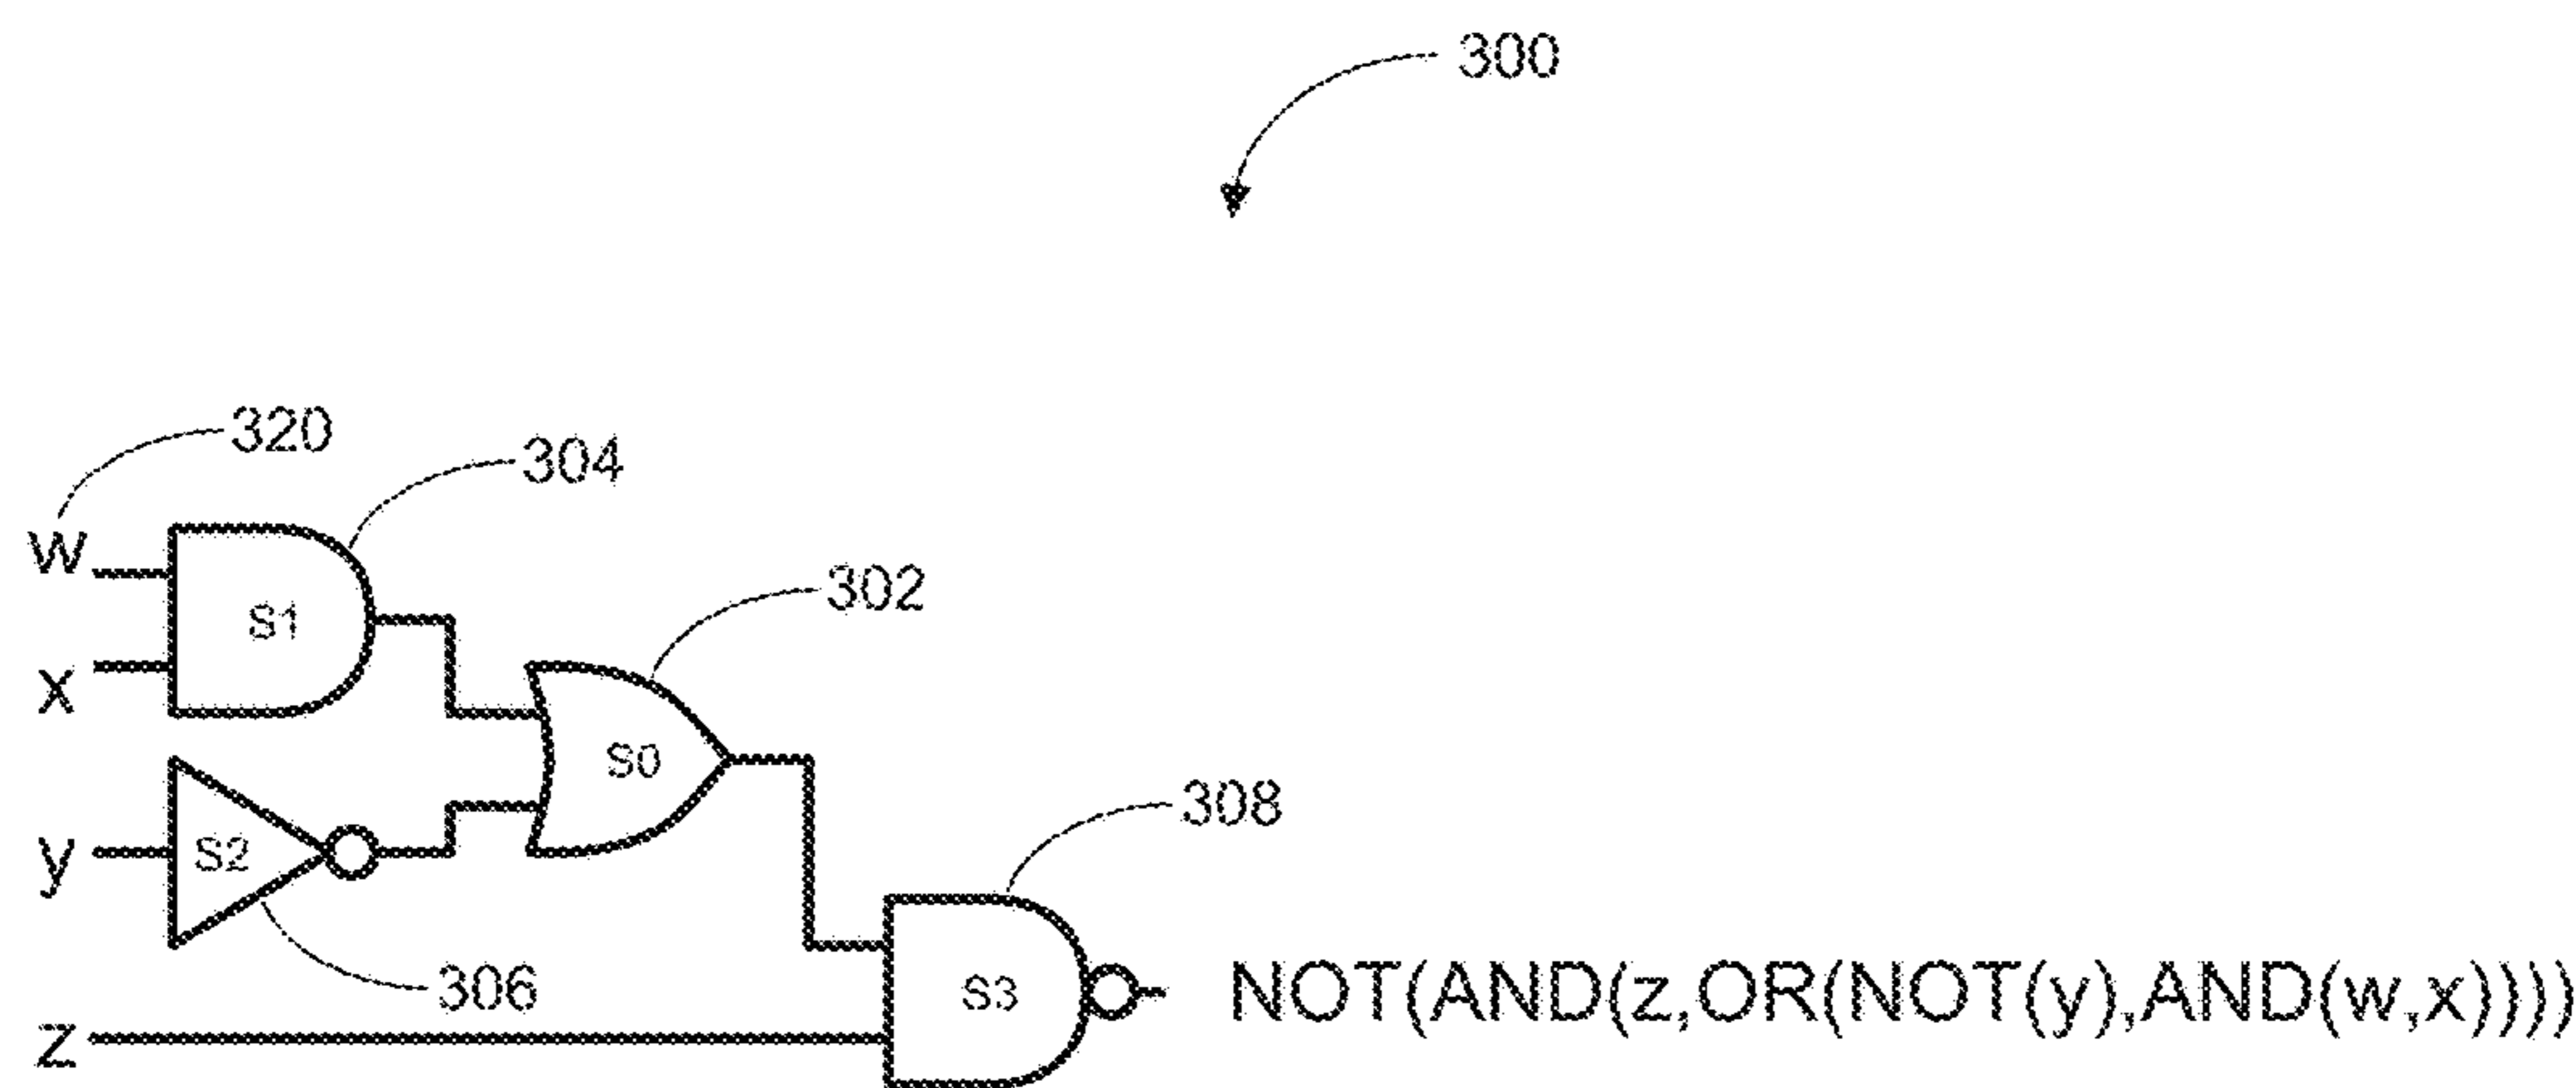 300
320
304
w
302
S1
x
S0
308
y
S2
306
S3
NOT(AND(z,OR(NOT(y),AND(w,x))))
z